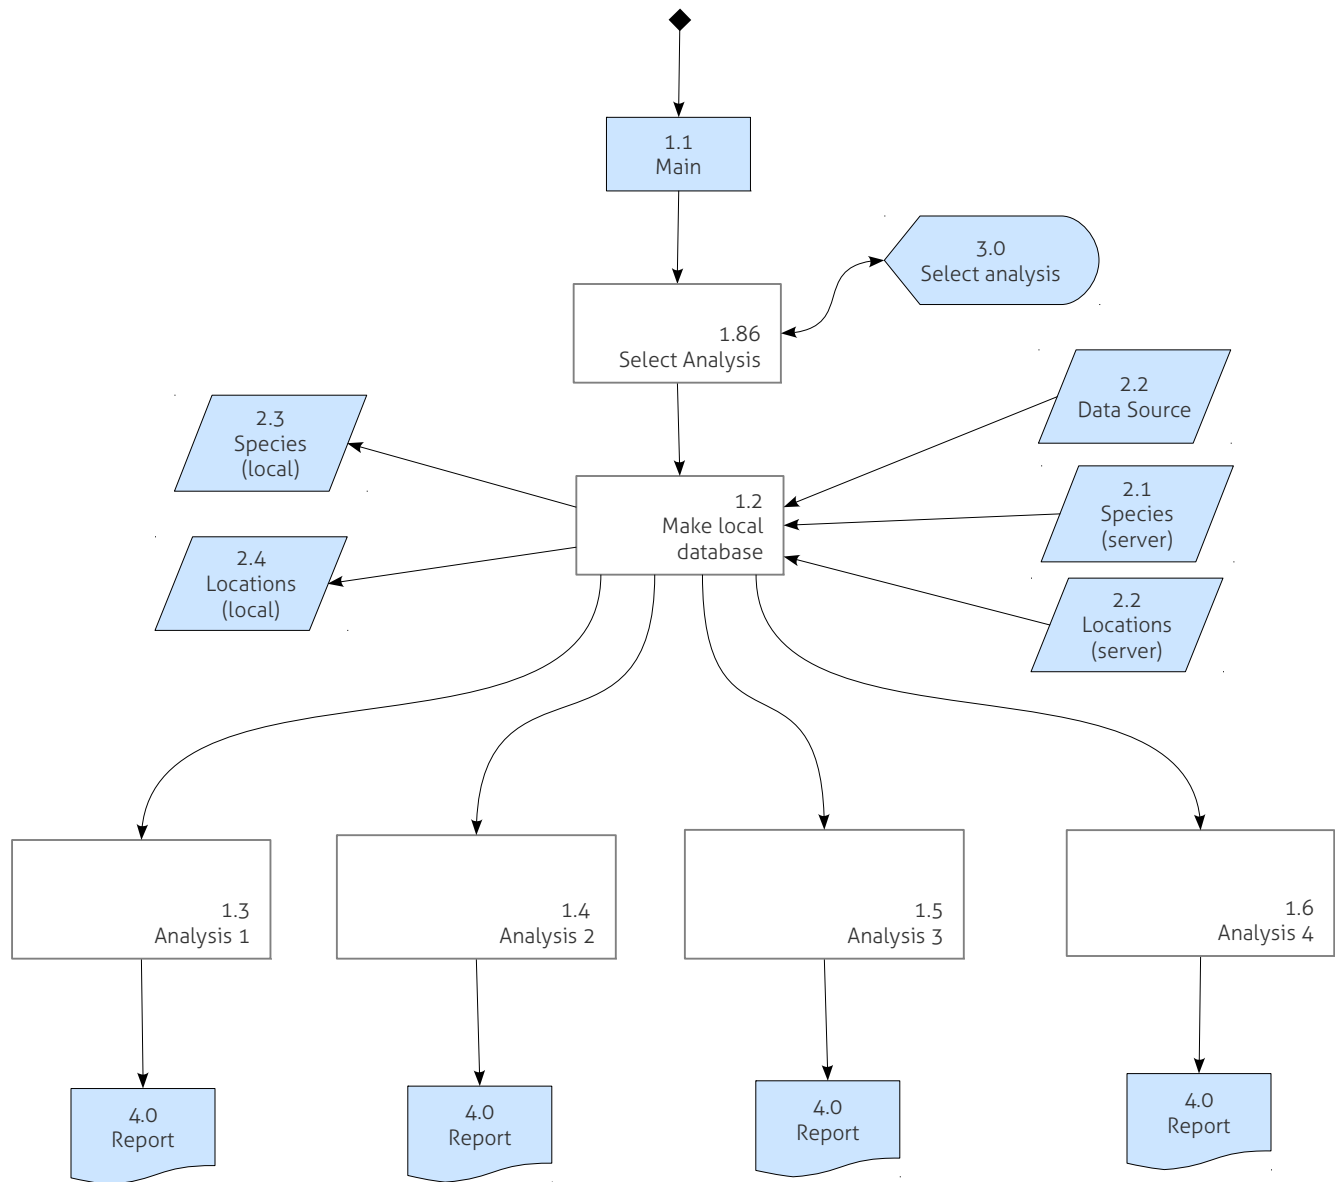 1.1
Main
3.0
Select analysis
1.86
Select Analysis
2.2
Data Source
2.3
Species
(local)
2.1
Species
(server)
1.2
Make local
database
2.4
Locations
(local)
2.2
Locations
(server)
1.3
Analysis 1
1.4
Analysis 2
1.5
Analysis 3
1.6
Analysis 4
4.0
Report
4.0
Report
4.0
Report
4.0
Report